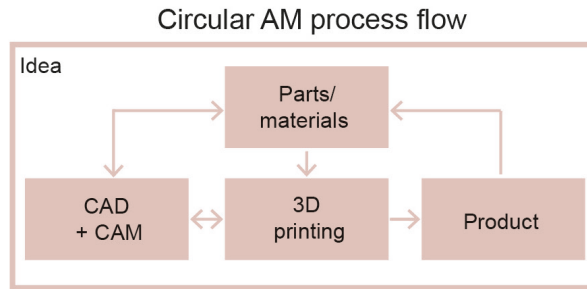 Circular AM process flow
Idea
Parts/
materials
CAD
+ CAM
3D
printing
Product